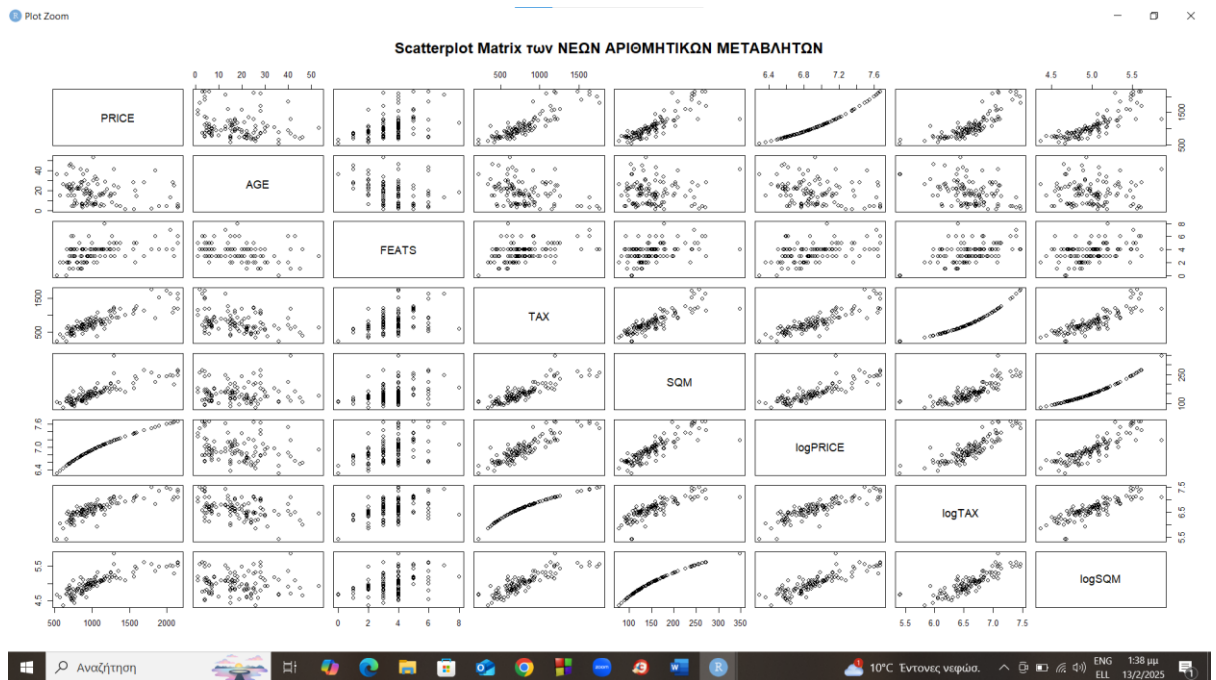 Plot Zoom
Scatterplot Matrix των ΝΕΩΝ ΑΡΙΘΜΗΤΙΚΩΝ ΜΕΤΑΒΛΗΤΩΝ
0 10 20 30 40 50
500 1000 1500
6.4 6.8 7.2 7.6
4.5 5.0 5.5
PRICE
500 1500
0 20 40
AGE
FEATS
0 2 4 6 8
500 1500
TAX
SQM
100 250
6.4 7.0 7.6
logPRICE
logTAX
5.5 6.5 7.5
4.5 5.5
logSQM
500 1000 1500 2000
0 2 4 6 8
100 150 200 250 300 350
5.5 6.0 6.5 7.0 7.5
Αναζήτηση
10°C Έντονες νεφώσ.
ENG
ELL
1:38 μμ
13/2/2025
1